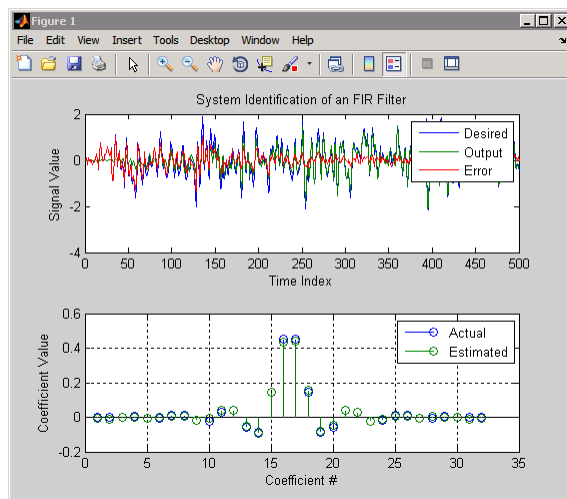 Figure 1
File Edit View Insert Tools Desktop Window Help
System Identification of an FIR Filter
2
0
-2
-4
Signal Value
Desired
Output
Error
0 50 100 150 200 250 300 350 400 450 500
Time Index
0.6
0.4
0.2
0
-0.2
Coefficient Value
Actual
Estimated
0 5 10 15 20 25 30 35
Coefficient #